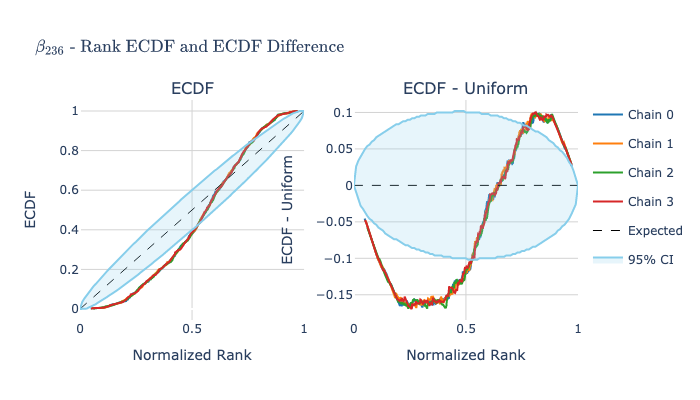 β₂₃₆ - Rank ECDF and ECDF Difference
ECDF
ECDF - Uniform
1
0.8
0.6
0.4
0.2
0
ECDF
0
0.5
1
Normalized Rank
0.1
0.05
0
−0.05
−0.1
−0.15
ECDF - Uniform
0
0.5
1
Normalized Rank
Chain 0
Chain 1
Chain 2
Chain 3
Expected
95% CI